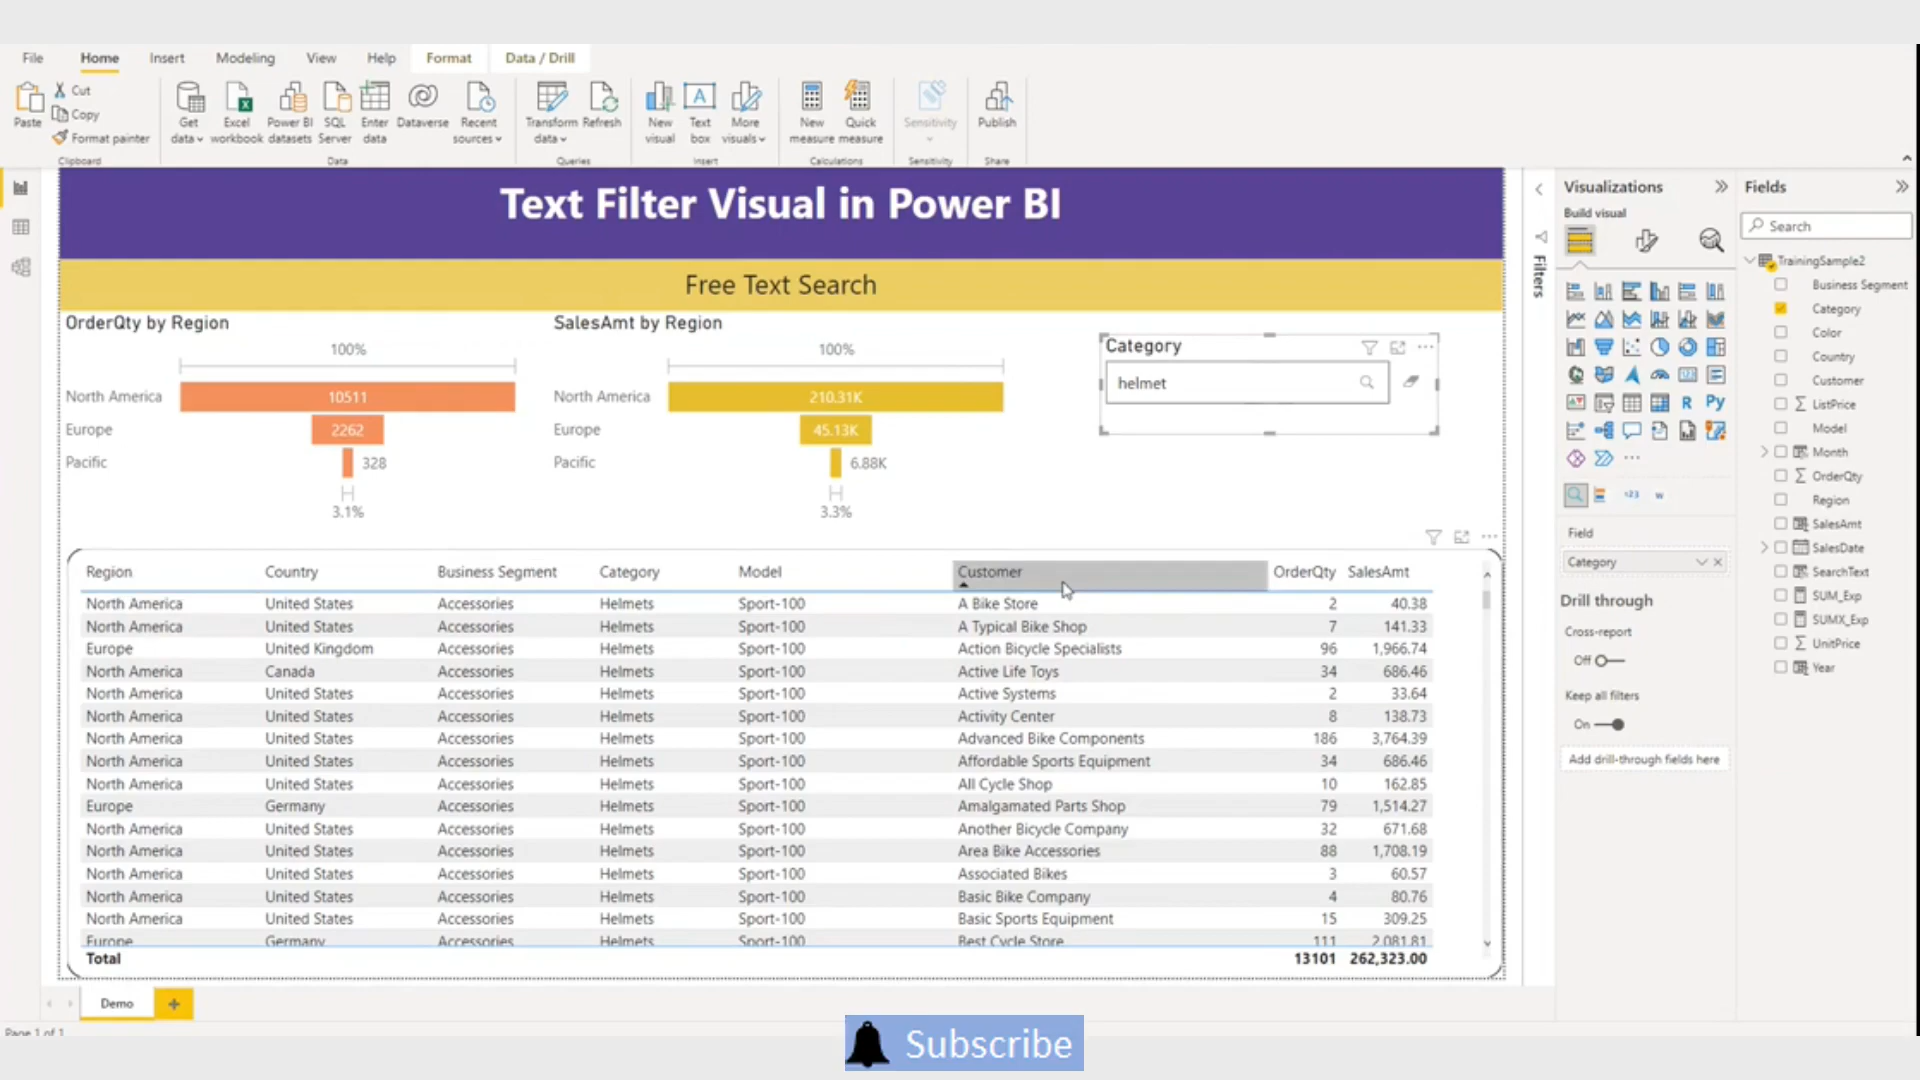 File Home Insert Modeling View Help Format Data / Drill
Cut
Copy
Format painter
Paste
Clipboard
Get data
Excel workbook
Power BI datasets
SQL Server
Enter data
Dataverse
Recent sources
Data
Transform data
Refresh
Queries
New visual
Text box
More visuals
Insert
New measure
Quick measure
Calculations
Sensitivity
Sensitivity
Publish
Share
Text Filter Visual in Power BI
Free Text Search
OrderQty by Region
100%
North America 10511
Europe 2262
Pacific 328
3.1%
SalesAmt by Region
100%
North America 210.31K
Europe 45.13K
Pacific 6.88K
3.3%
Category
helmet
Region Country Business Segment Category Model Customer OrderQty SalesAmt
North America United States Accessories Helmets Sport-100 A Bike Store 2 40.38
North America United States Accessories Helmets Sport-100 A Typical Bike Shop 7 141.33
Europe United Kingdom Accessories Helmets Sport-100 Action Bicycle Specialists 96 1,966.74
North America Canada Accessories Helmets Sport-100 Active Life Toys 34 686.46
North America United States Accessories Helmets Sport-100 Active Systems 2 33.64
North America United States Accessories Helmets Sport-100 Activity Center 8 138.73
North America United States Accessories Helmets Sport-100 Advanced Bike Components 186 3,764.39
North America United States Accessories Helmets Sport-100 Affordable Sports Equipment 34 686.46
North America United States Accessories Helmets Sport-100 All Cycle Shop 10 162.85
Europe Germany Accessories Helmets Sport-100 Amalgamated Parts Shop 79 1,514.27
North America United States Accessories Helmets Sport-100 Another Bicycle Company 32 671.68
North America United States Accessories Helmets Sport-100 Area Bike Accessories 88 1,708.19
North America United States Accessories Helmets Sport-100 Associated Bikes 3 60.57
North America United States Accessories Helmets Sport-100 Basic Bike Company 4 80.76
North America United States Accessories Helmets Sport-100 Basic Sports Equipment 15 309.25
Europe Germany Accessories Helmets Sport-100 Best Cycle Store 111 2,081.81
Total 13101 262,323.00
Demo
Page 1 of 1
Subscribe
Filters
Visualizations
Build visual
R Py
Field
Category
Drill through
Cross-report
Off
Keep all filters
On
Add drill-through fields here
Fields
Search
TrainingSample2
Business Segment
Category
Color
Country
Customer
ListPrice
Model
Month
OrderQty
Region
SalesAmt
SalesDate
SearchText
SUM_Exp
SUMX_Exp
UnitPrice
Year